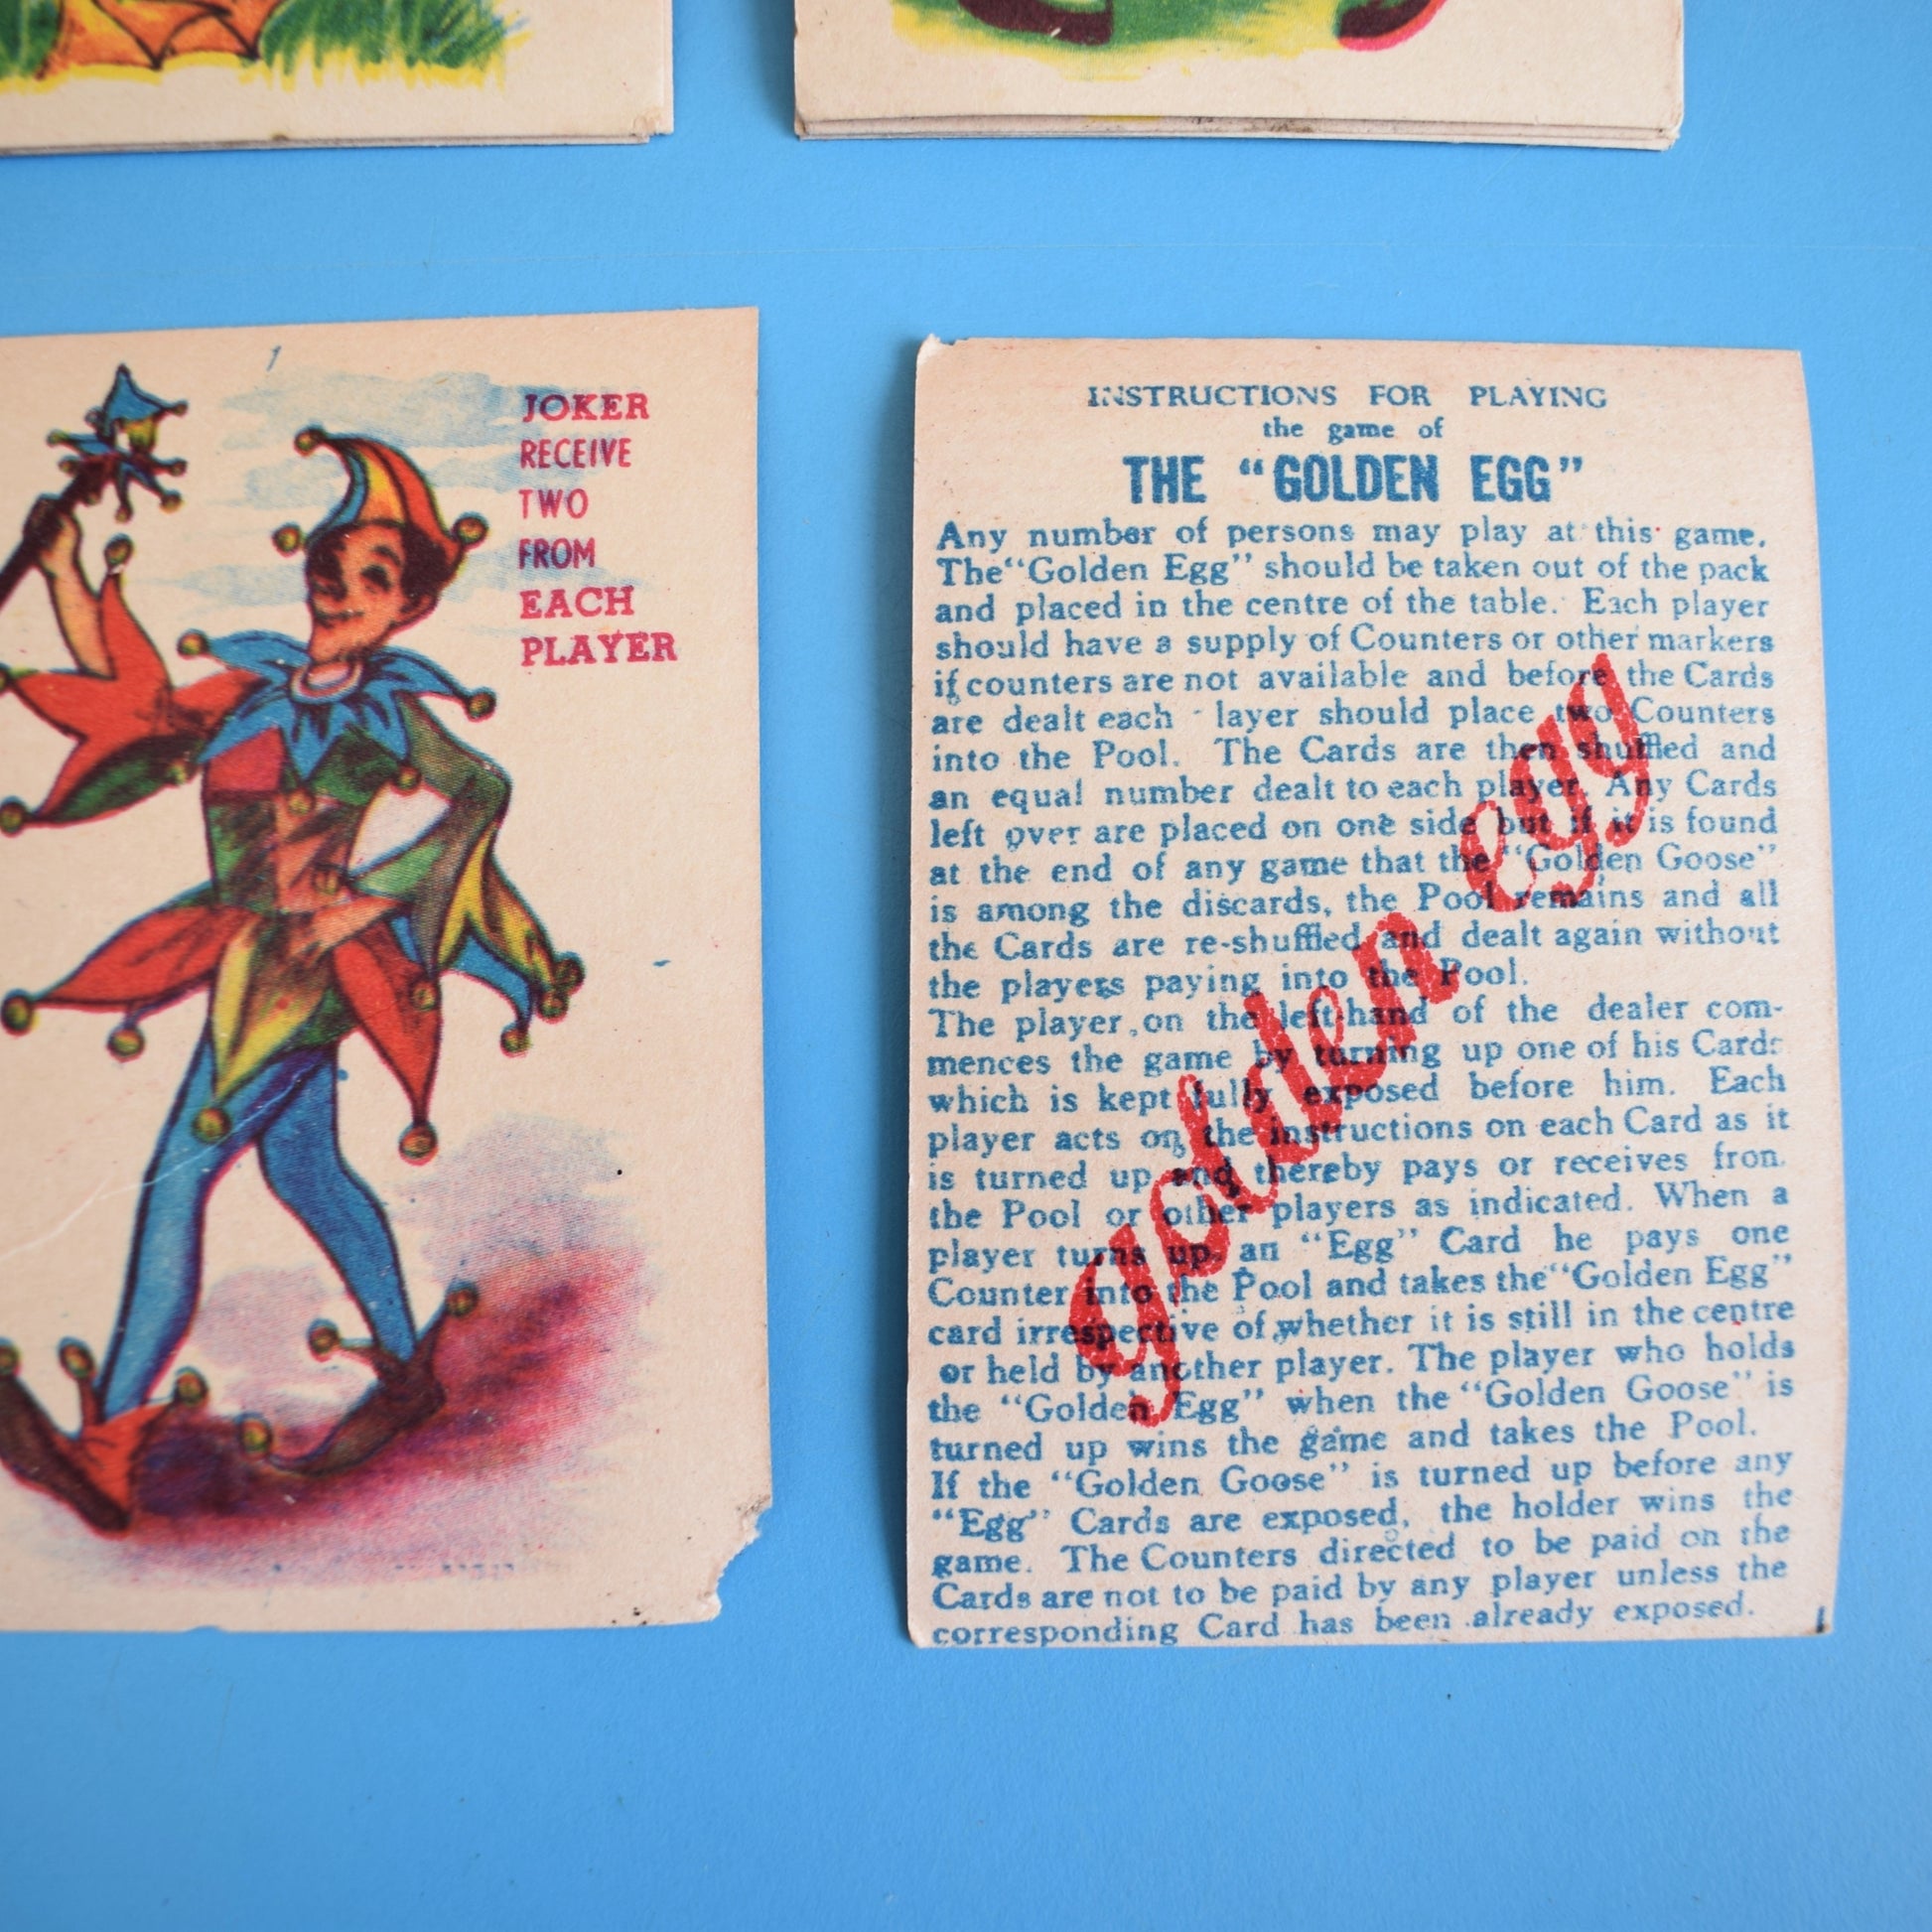 JOKER
RECEIVE
TWO
FROM
EACH
PLAYER
INSTRUCTIONS FOR PLAYING
the game of
THE "GOLDEN EGG"
Any number of persons may play at this game.
The "Golden Egg" should be taken out of the pack
and placed in the centre of the table. Each player
should have a supply of Counters or other markers
if counters are not available and before the Cards
are dealt each layer should place two Counters
into the Pool. The Cards are then shuffled and
an equal number dealt to each player. Any Cards
left over are placed on one side but if it is found
at the end of any game that the "Golden Goose"
is among the discards, the Pool remains and all
the Cards are re-shuffled and dealt again without
the players paying into the Pool.
The player on the left-hand of the dealer com-
mences the game by turning up one of his Cards
which is kept fully exposed before him. Each
player acts on the instructions on each Card as it
is turned up and thereby pays or receives from
the Pool or other players as indicated. When a
player turns up an "Egg" Card he pays one
Counter into the Pool and takes the "Golden Egg"
card irrespective of whether it is still in the centre
or held by another player. The player who holds
the "Golden Egg" when the "Golden Goose" is
turned up wins the game and takes the Pool.
If the "Golden Goose" is turned up before any
"Egg" Cards are exposed, the holder wins the
game. The Counters directed to be paid on the
Cards are not to be paid by any player unless the
corresponding Card has been already exposed.
golden egg